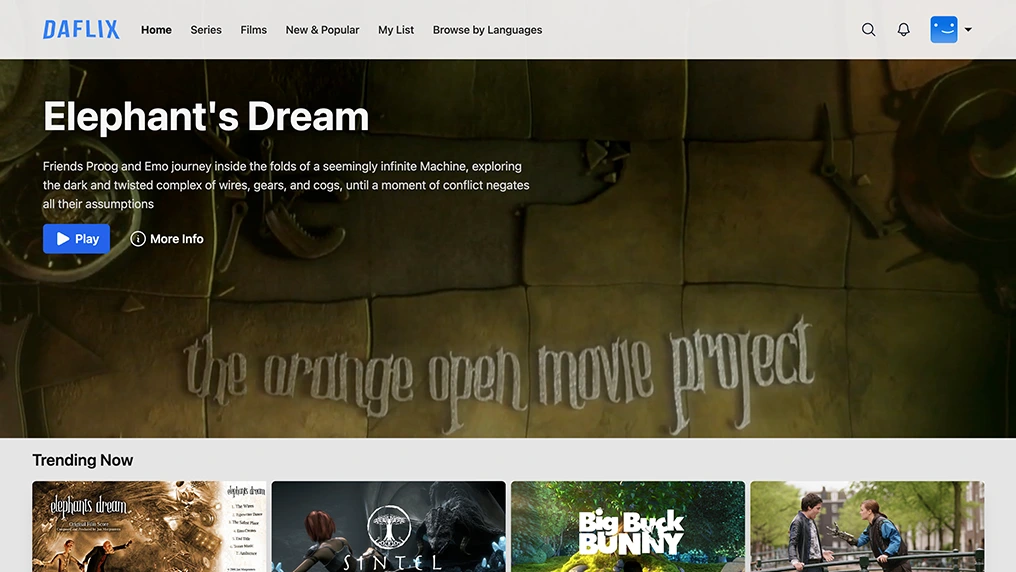 DAFLIX
Home
Series
Films
New & Popular
My List
Browse by Languages
Elephant's Dream
Friends Proog and Emo journey inside the folds of a seemingly infinite Machine, exploring
the dark and twisted complex of wires, gears, and cogs, until a moment of conflict negates
all their assumptions
Play
More Info
the orange open movie project
Trending Now
elephants dream
Original Film Score
elephants dream
SINTEL
Big Buck
BUNNY